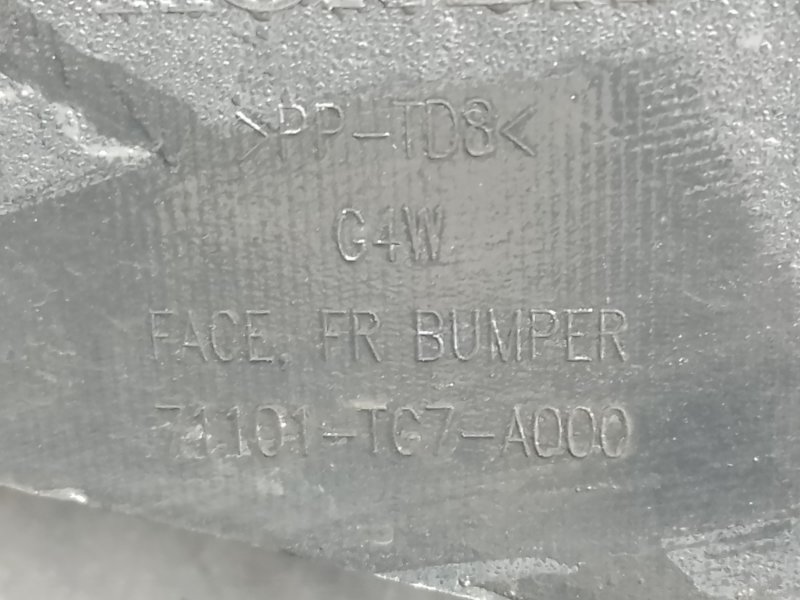 >PP-TD8<
G4W
FACE, FR BUMPER
71101-TG7-A000